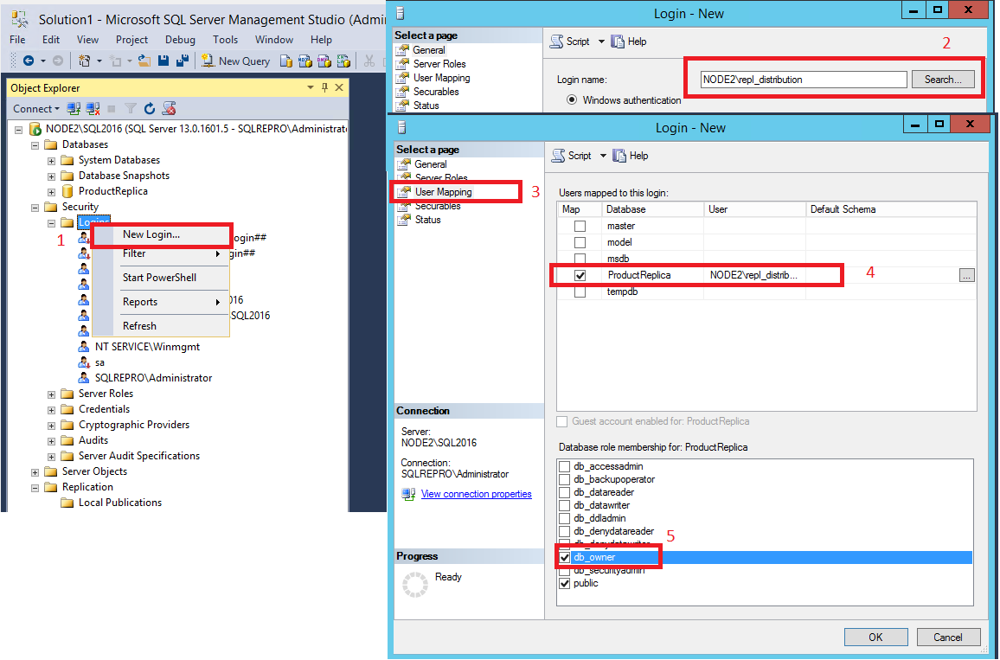 Solution1 - Microsoft SQL Server Management Studio (Admi
File Edit View Project Debug Tools Window Help
New Query
Object Explorer
Connect
NODE2\SQL2016 (SQL Server 13.0.1601.5 - SQLREPRO\Administrato
Databases
System Databases
Database Snapshots
ProductReplica
Security
Logins
1
New Login...
ogin##
Filter
gin##
Start PowerShell
Reports
016
-SQL2016
Refresh
NT SERVICE\Winmgmt
sa
SQLREPRO\Administrator
Server Roles
Credentials
Cryptographic Providers
Audits
Server Audit Specifications
Server Objects
Replication
Local Publications
Login - New
Select a page
General
Server Roles
User Mapping
Securables
Status
Script Help
2
Login name:
NODE2\repl_distribution
Search...
Windows authentication
Login - New
Select a page
General
Server Roles
User Mapping
3
Securables
Status
Connection
Server:
NODE2\SQL2016
Connection:
SQLREPRO\Administrator
View connection properties
Progress
Ready
Script Help
Users mapped to this login:
Map Database User Default Schema
master
model
msdb
ProductReplica NODE2\repl_distrib... ...
4
tempdb
Guest account enabled for: ProductReplica
Database role membership for: ProductReplica
db_accessadmin
db_backupoperator
db_datareader
db_datawriter
db_ddladmin
db_denydatareader
db_denydatawriter
5
db_owner
db_securityadmin
public
OK Cancel